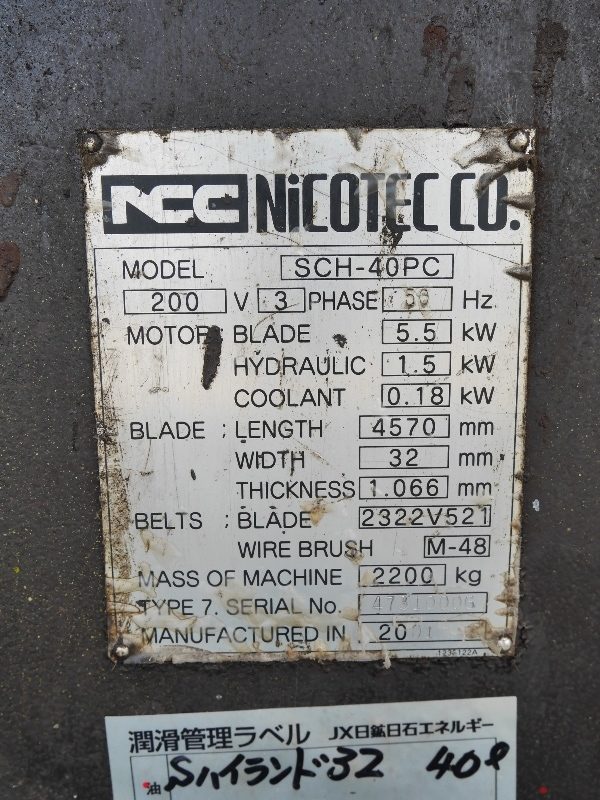 NCC NiCOTEC CO.
MODEL SCH-40PC
200 V 3 PHASE Hz
MOTOR; BLADE 5.5 kW
HYDRAULIC 1.5 kW
COOLANT 0.18 kW
BLADE ; LENGTH 4570 mm
WIDTH 32 mm
THICKNESS 1.066 mm
BELTS ; BLADE 2322V521
WIRE BRUSH M-48
MASS OF MACHINE 2200 kg
TYPE 7. SERIAL No.
MANUFACTURED IN 2001
潤滑管理ラベル JX日鉱日石エネルギー
油 Sハイランド32 40ℓ